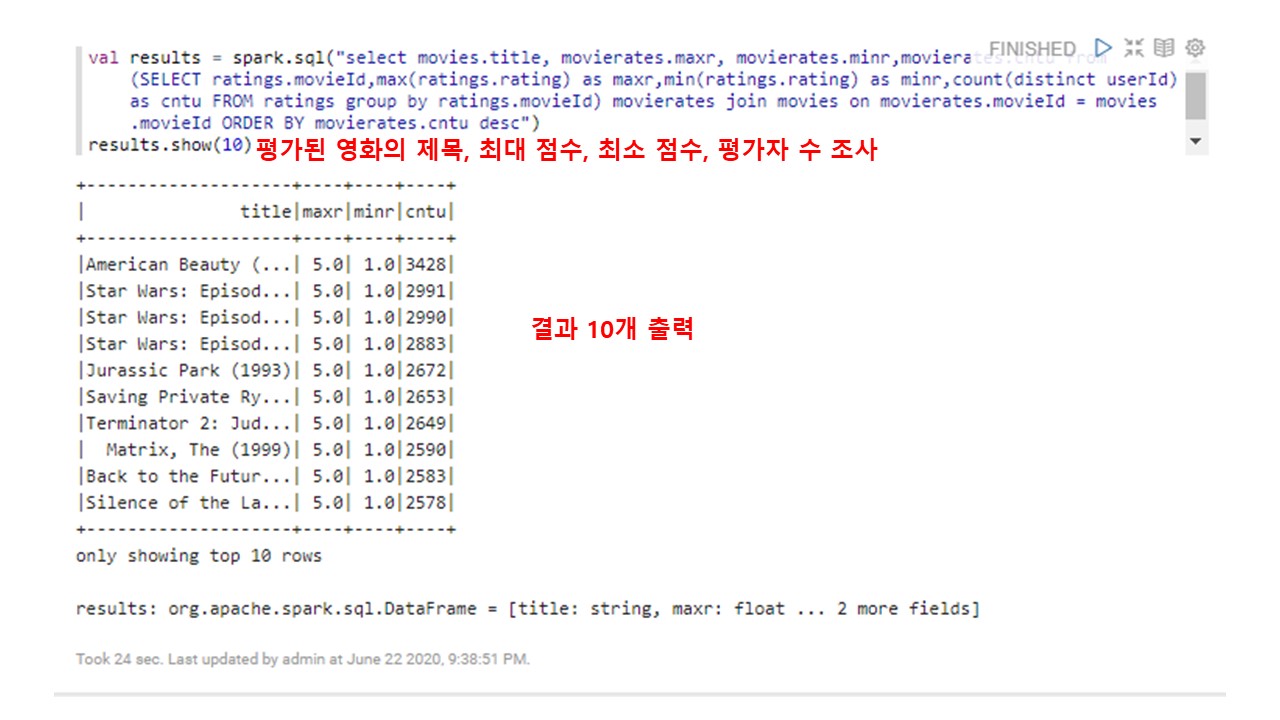 FINISHED
val results = spark.sql("select movies.title, movierates.maxr, movierates.minr,movierates.cntu from
(SELECT ratings.movieId,max(ratings.rating) as maxr,min(ratings.rating) as minr,count(distinct userId)
as cntu FROM ratings group by ratings.movieId) movierates join movies on movierates.movieId = movies
.movieId ORDER BY movierates.cntu desc")
results.show(10) 평가된 영화의 제목, 최대 점수, 최소 점수, 평가자 수 조사
+--------------------+----+----+----+
|               title|maxr|minr|cntu|
+--------------------+----+----+----+
|American Beauty (...| 5.0| 1.0|3428|
|Star Wars: Episod...| 5.0| 1.0|2991|
|Star Wars: Episod...| 5.0| 1.0|2990|
|Star Wars: Episod...| 5.0| 1.0|2883|
|Jurassic Park (1993)| 5.0| 1.0|2672|
|Saving Private Ry...| 5.0| 1.0|2653|
|Terminator 2: Jud...| 5.0| 1.0|2649|
|  Matrix, The (1999)| 5.0| 1.0|2590|
|Back to the Futur...| 5.0| 1.0|2583|
|Silence of the La...| 5.0| 1.0|2578|
+--------------------+----+----+----+
결과 10개 출력
only showing top 10 rows
results: org.apache.spark.sql.DataFrame = [title: string, maxr: float ... 2 more fields]
Took 24 sec. Last updated by admin at June 22 2020, 9:38:51 PM.